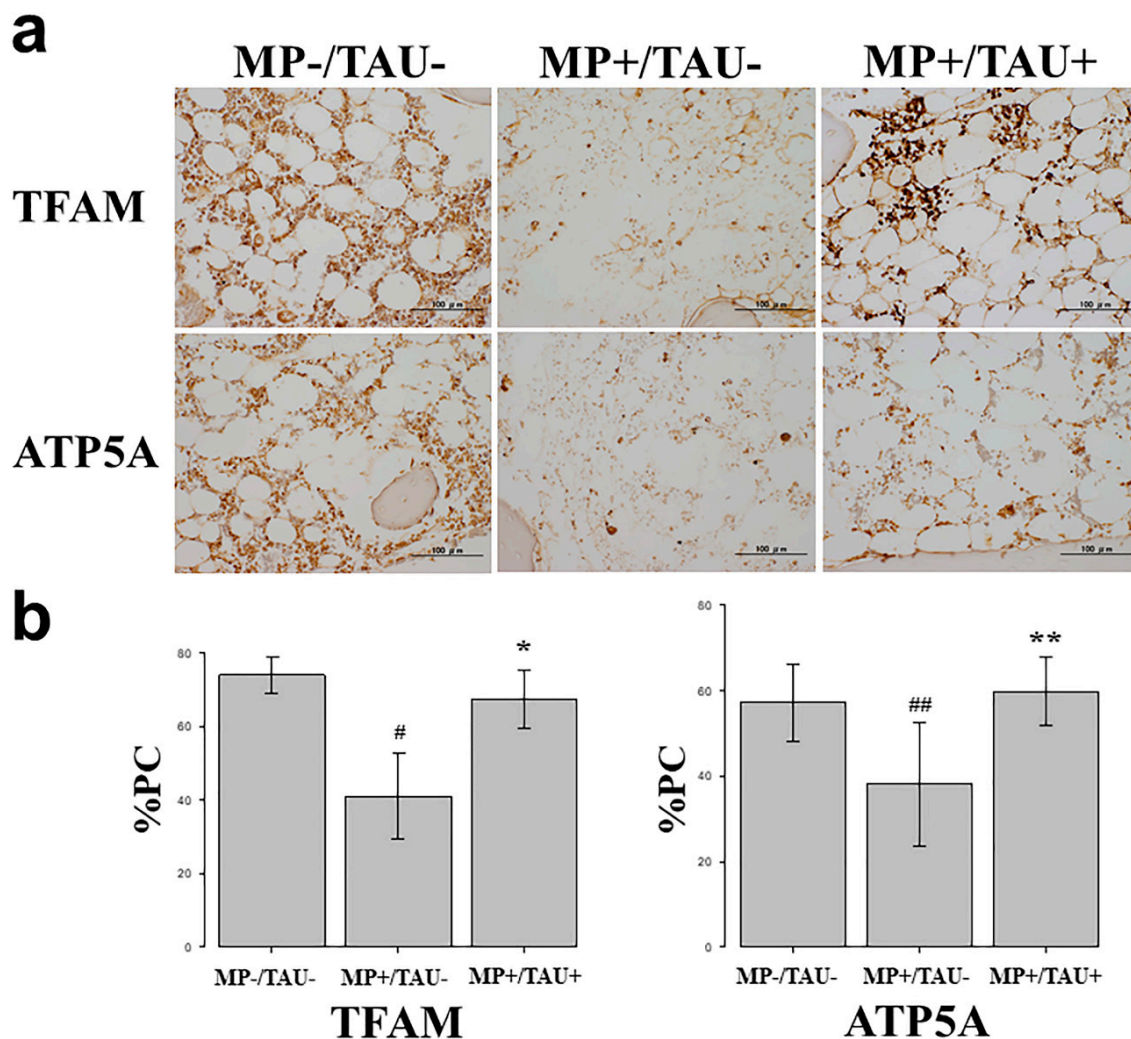 a
MP-/TAU- MP+/TAU- MP+/TAU+
TFAM
100 μm 100 μm 100 μm
ATP5A
100 μm 100 μm 100 μm
b
80
60
40
20
0
%PC
#
*
MP-/TAU- MP+/TAU- MP+/TAU+
TFAM
80
60
40
20
0
%PC
##
**
MP-/TAU- MP+/TAU- MP+/TAU+
ATP5A